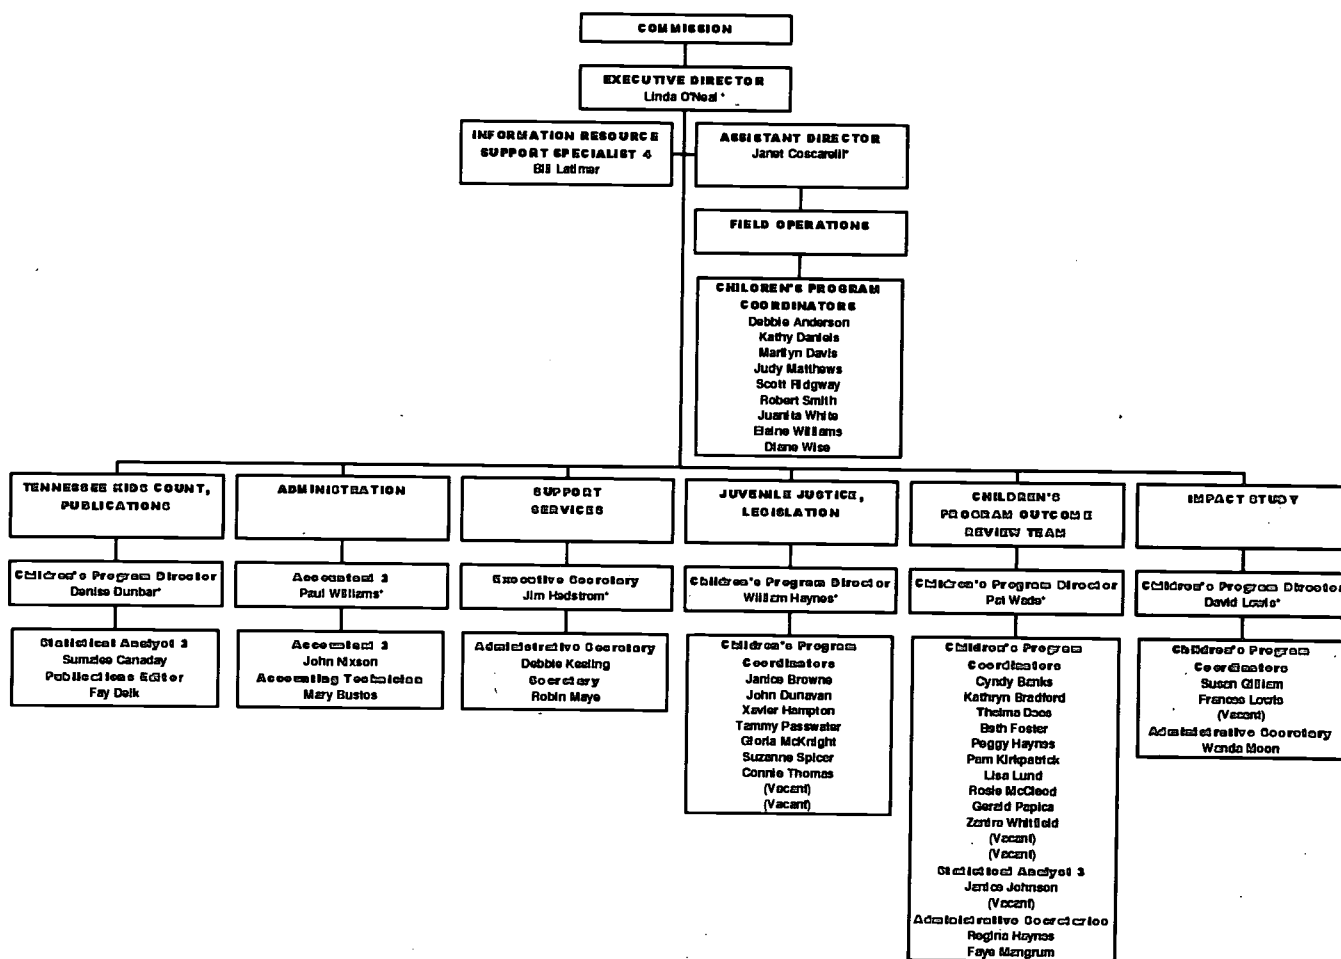 COMMISSION
EXECUTIVE DIRECTOR
Linda O'Neal *
INFORMATION RESOURCE
SUPPORT SPECIALIST 4
Bill Latimer
ASSISTANT DIRECTOR
Janet Coscarelli*
FIELD OPERATIONS
CHILDREN'S PROGRAM
COORDINATORS
Debbie Anderson
Kathy Daniels
Marilyn Davis
Judy Matthews
Scott Ridgway
Robert Smith
Juanita White
Elaine Williams
Diane Wise
TENNESSEE KIDS COUNT,
PUBLICATIONS
Children's Program Director
Denise Dunbar*
Statistical Analyst 3
Sumalee Canaday
Publications Editor
Fay Delk
ADMINISTRATION
Accountant 3
Paul Williams*
Accountant 3
John Nixson
Accounting Technician
Mary Bustos
SUPPORT
SERVICES
Executive Secretary
Jim Hadstrom*
Administrative Secretary
Debbie Keeling
Secretary
Robin Maye
JUVENILE JUSTICE,
LEGISLATION
Children's Program Director
William Haynes*
Children's Program
Coordinators
Janice Browne
John Dunavan
Xavier Hampton
Tammy Passwater
Gloria McKnight
Suzanne Spicer
Connie Thomas
(Vacant)
(Vacant)
CHILDREN'S
PROGRAM OUTCOME
REVIEW TEAM
Children's Program Director
Pat Wade*
Children's Program
Coordinators
Cyndy Banks
Kathryn Bradford
Thelma
Beth Foster
Peggy Haynes
Pam Kirkpatrick
Lisa Lund
Rosie McCleod
Gerald Papica
Whitfield
(Vacant)
(Vacant)
Statistical Analyst 3
Janice Johnson
(Vacant)
Administrative Secretaries
Regina Haynes
Faye Mangrum
IMPACT STUDY
Children's Program Director
David Lewis*
Children's Program
Coordinators
Susan Gilliam
Frances Lewis
(Vacant)
Administrative Secretary
Wanda Moon